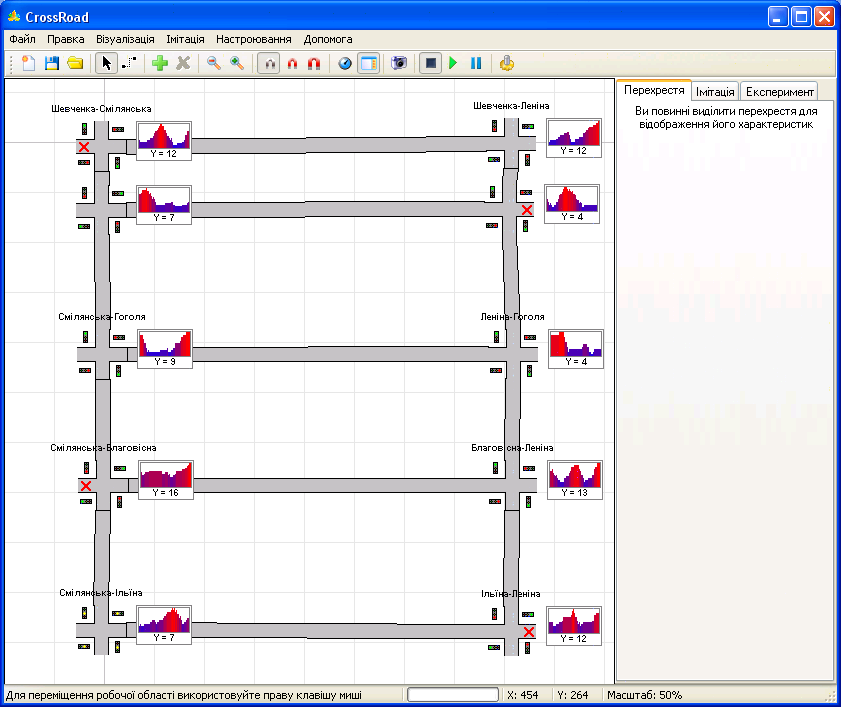 CrossRoad
Файл Правка Візуалізація Імітація Настроювання Допомога
Перехрестя Імітація Експеримент
Ви повинні виділити перехрестя для
відображення його характеристик
Шевченка-Смілянська Шевченка-Леніна
Y = 12 Y = 12
Y = 7 Y = 4
Смілянська-Гоголя Леніна-Гоголя
Y = 9 Y = 4
Смілянська-Благовісна Благовісна-Леніна
Y = 16 Y = 13
Смілянська-Ільїна Ільїна-Леніна
Y = 7 Y = 12
Для переміщення робочої області використовуйте праву клавішу миші X: 454 Y: 264 Масштаб: 50%